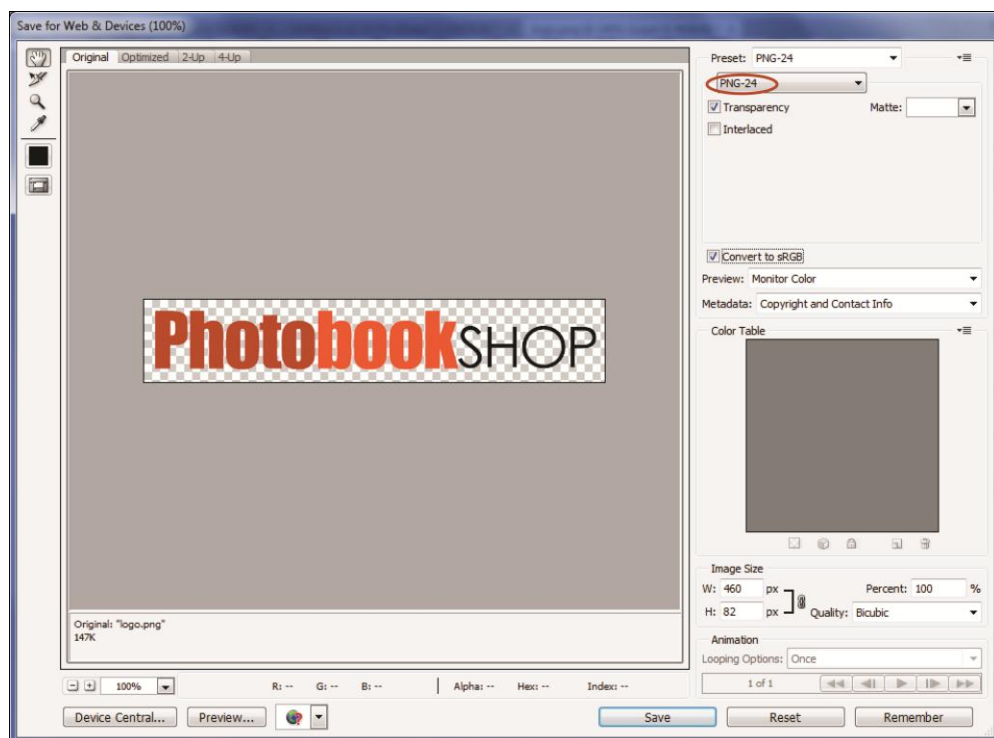 Save for Web & Devices (100%)
Original Optimized 2-Up 4-Up
Preset: PNG-24
PNG-24
Transparency Matte:
Interlaced
Convert to sRGB
Preview: Monitor Color
Metadata: Copyright and Contact Info
Color Table
PhotobookSHOP
Image Size
W: 460 px Percent: 100 %
H: 82 px Quality: Bicubic
Original: "logo.png"
147K
Animation
Looping Options: Once
1 of 1
100% R: -- G: -- B: -- Alpha: -- Hex: -- Index: --
Device Central... Preview... Save Reset Remember